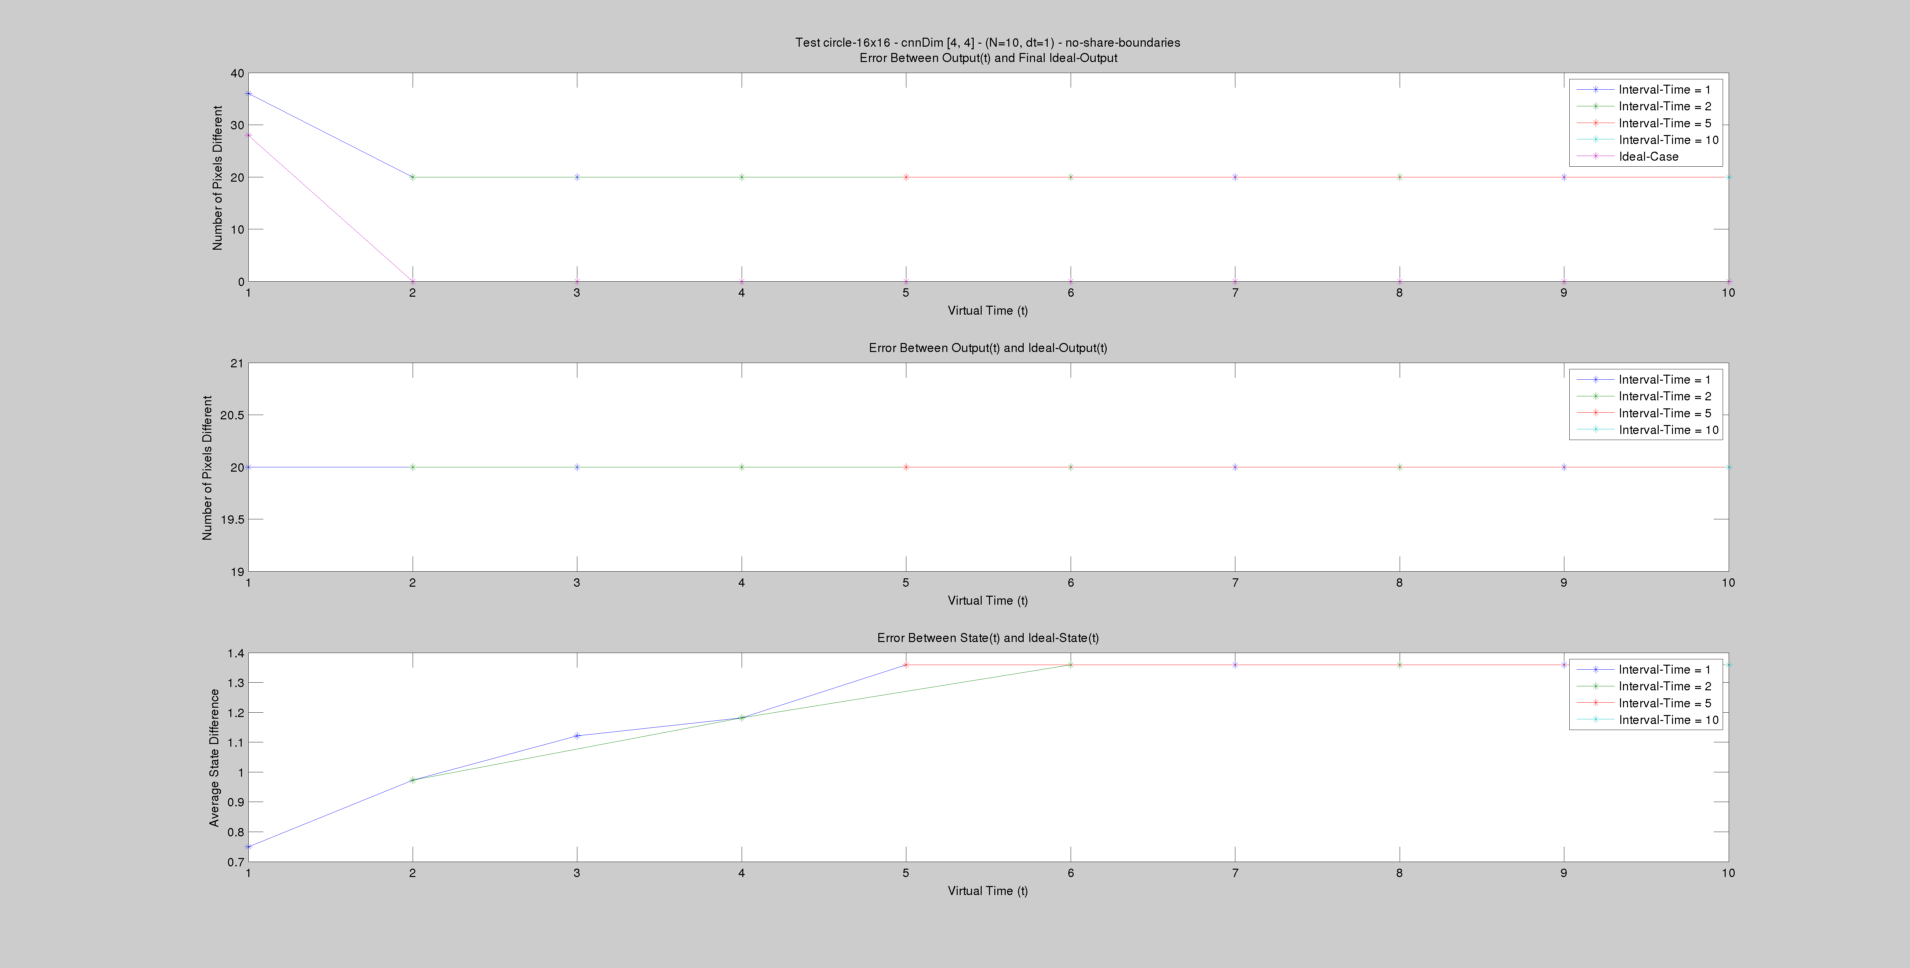 Test circle-16x16 - cnnDim [4, 4] - (N=10, dt=1) - no-share-boundaries
Error Between Output(t) and Final Ideal-Output
Number of Pixels Different
40
30
20
10
0
1 2 3 4 5 6 7 8 9 10
Virtual Time (t)
Interval-Time = 1
Interval-Time = 2
Interval-Time = 5
Interval-Time = 10
Ideal-Case
Error Between Output(t) and Ideal-Output(t)
Number of Pixels Different
21
20.5
20
19.5
19
1 2 3 4 5 6 7 8 9 10
Virtual Time (t)
Interval-Time = 1
Interval-Time = 2
Interval-Time = 5
Interval-Time = 10
Error Between State(t) and Ideal-State(t)
Average State Difference
1.4
1.3
1.2
1.1
1
0.9
0.8
0.7
1 2 3 4 5 6 7 8 9 10
Virtual Time (t)
Interval-Time = 1
Interval-Time = 2
Interval-Time = 5
Interval-Time = 10